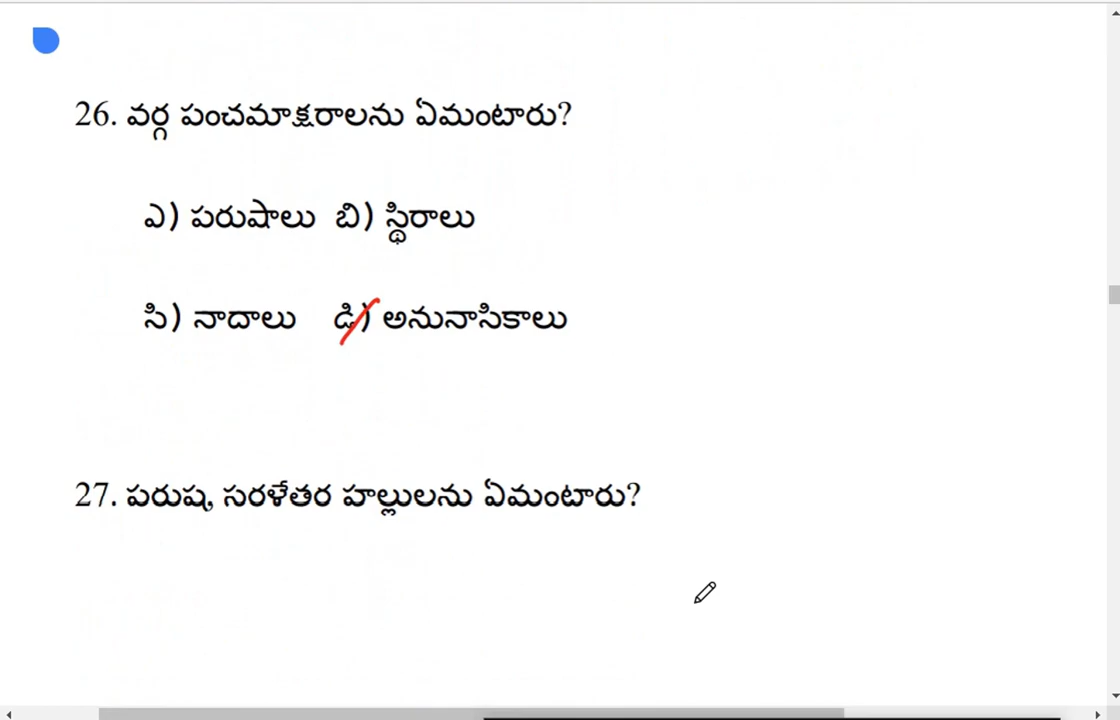 26. వర్గ పంచమాక్షరాలను ఏమంటారు?
ఎ) పరుషాలు బి) స్థిరాలు
సి) నాదాలు డి) అనునాసికాలు
27. పరుష, సరళేతర హల్లులను ఏమంటారు?